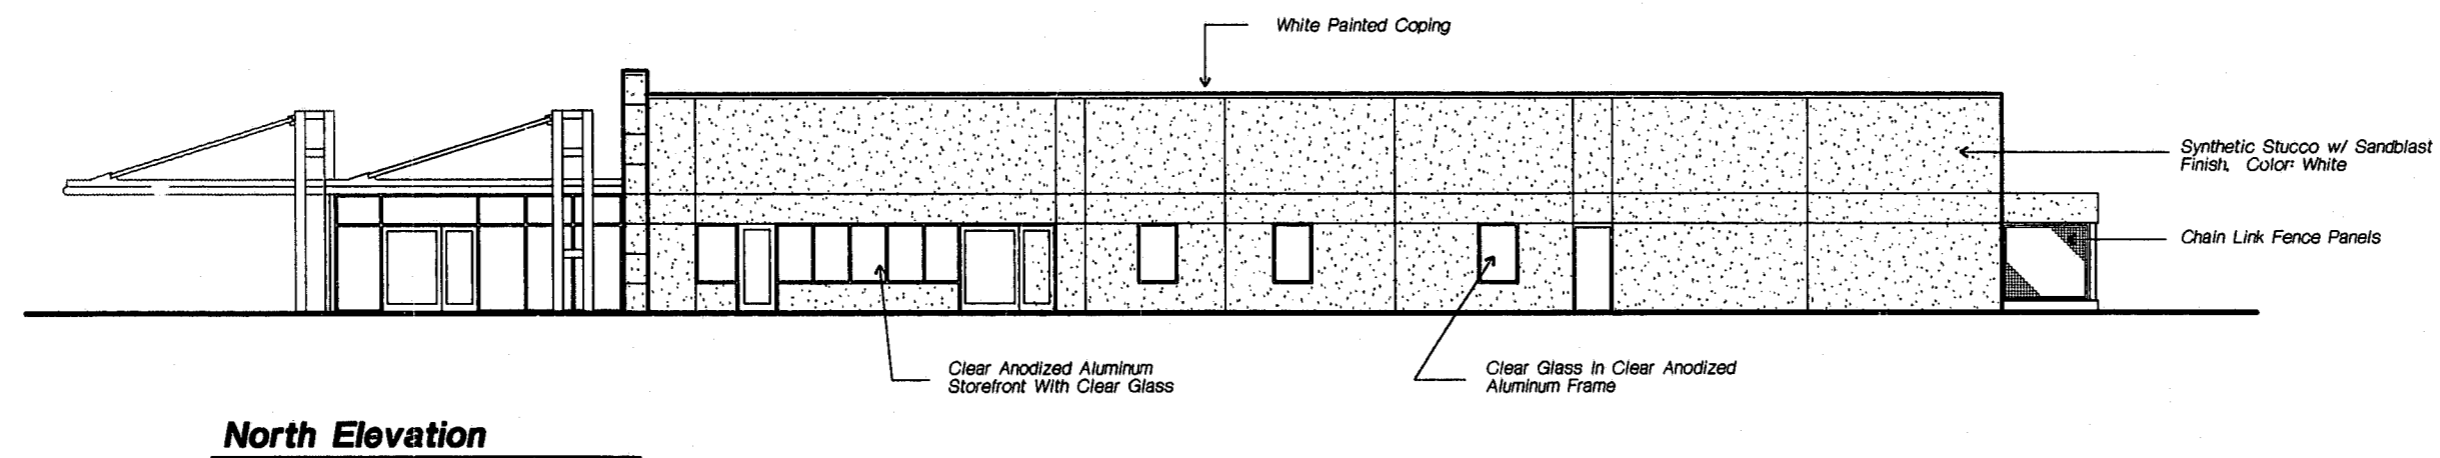 White Painted Coping
Synthetic Stucco w/ Sandblast
Finish, Color: White
Chain Link Fence Panels
Clear Anodized Aluminum
Storefront With Clear Glass
Clear Glass In Clear Anodized
Aluminum Frame
North Elevation